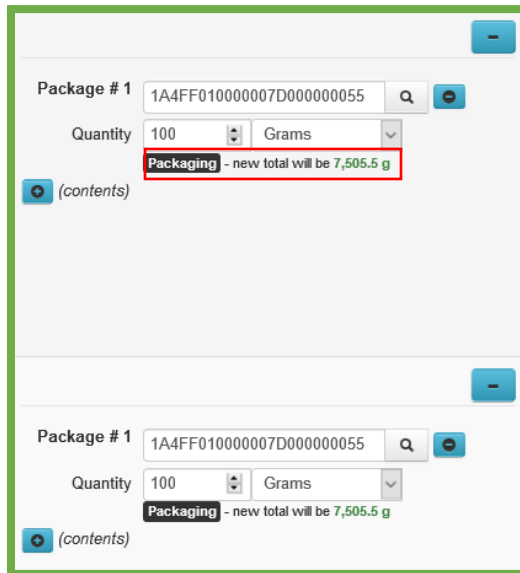 Package # 1 1A4FF010000007D000000055
Quantity 100 Grams
Packaging - new total will be 7,505.5 g
(contents)
Package # 1 1A4FF010000007D000000055
Quantity 100 Grams
Packaging - new total will be 7,505.5 g
(contents)